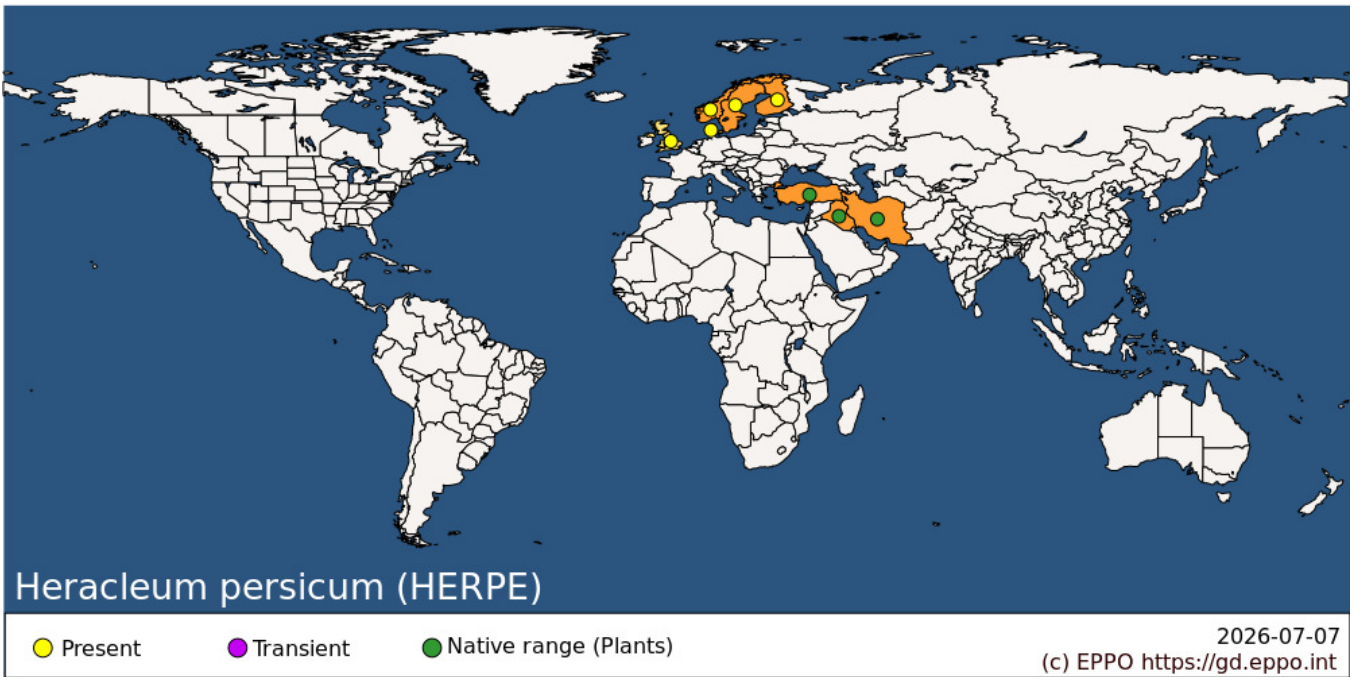 Heracleum persicum (HERPE)
Present
Transient
Native range (Plants)
2026-07-07
(c) EPPO https://gd.eppo.int